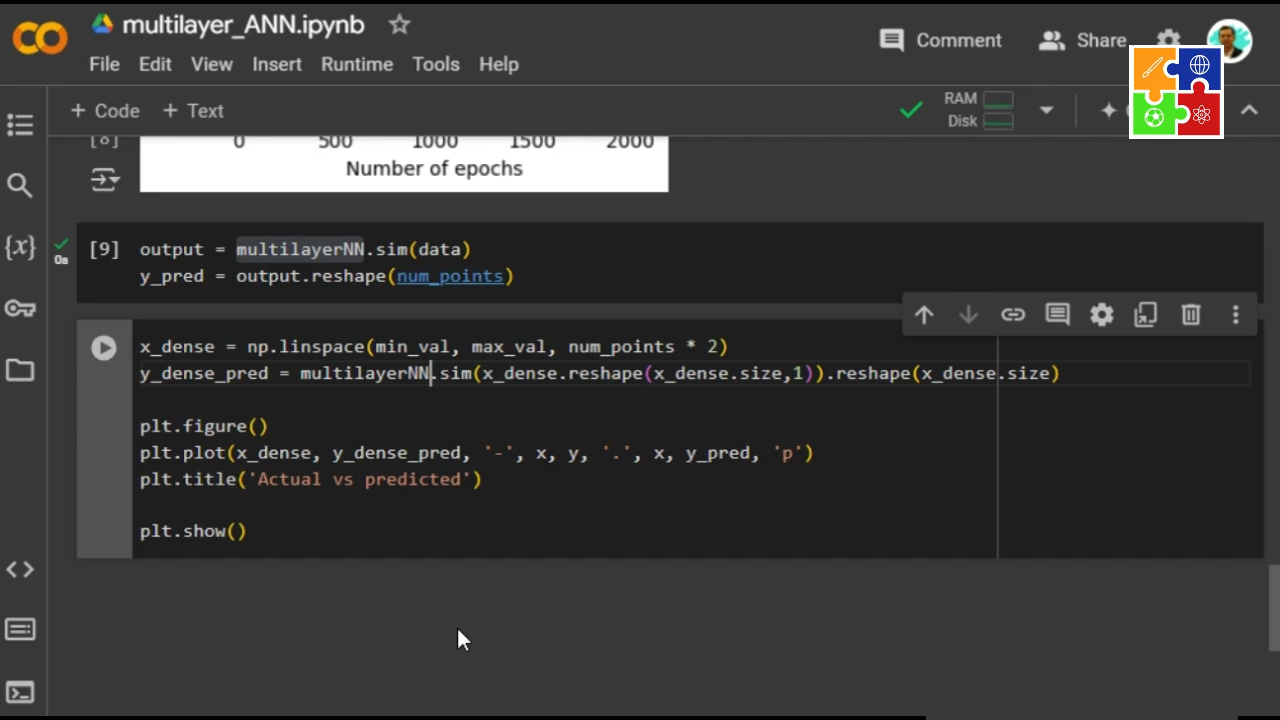 CO multilayer_ANN.ipynb
Comment Share
File Edit View Insert Runtime Tools Help
+ Code + Text
RAM
Disk
[8]
0 500 1000 1500 2000
Number of epochs
{x}
0s
[9] output = multilayerNN.sim(data)
y_pred = output.reshape(num_points)
x_dense = np.linspace(min_val, max_val, num_points * 2)
y_dense_pred = multilayerNN.sim(x_dense.reshape(x_dense.size,1)).reshape(x_dense.size)
plt.figure()
plt.plot(x_dense, y_dense_pred, '-', x, y, '.', x, y_pred, 'p')
plt.title('Actual vs predicted')
plt.show()